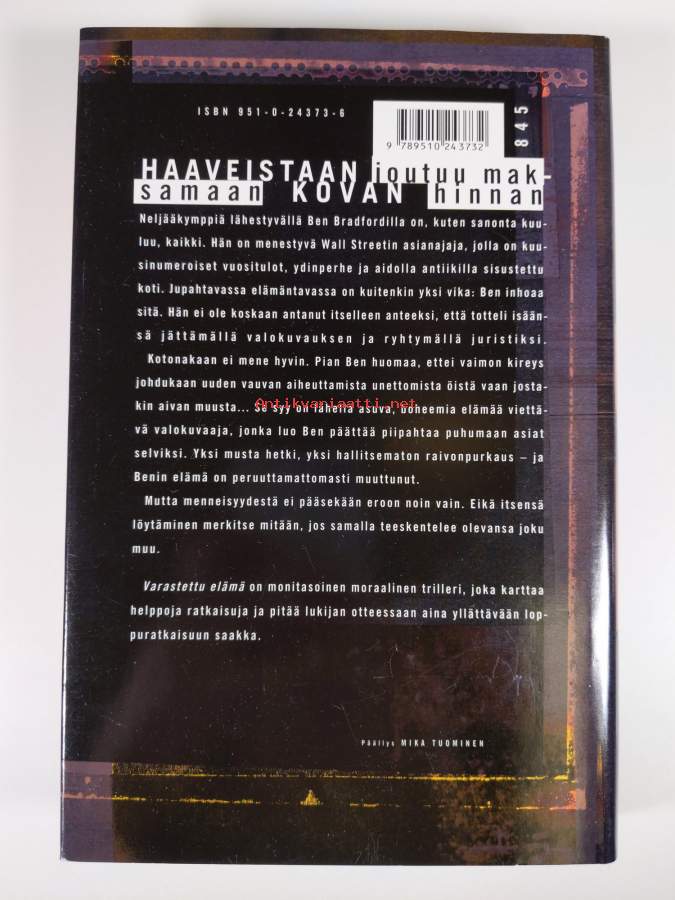 ISBN 951-0-24373-6
845
9 789510 243732
HAAVEISTAAN joutuu mak-
samaan KOVAN hinnan
Neljääkymppiä lähestyvällä Ben Bradfordilla on, kuten sanonta kuu-
luu, kaikki. Hän on menestyvä Wall Streetin asianajaja, jolla on kuu-
sinumeroiset vuositulot, ydinperhe ja aidolla antiikilla sisustettu
koti. Jupahtavassa elämäntavassa on kuitenkin yksi vika: Ben inhoaa
sitä. Hän ei ole koskaan antanut itselleen anteeksi, että totteli isään-
sä jättämällä valokuvauksen ja ryhtymällä juristiksi.
Kotonakaan ei mene hyvin. Pian Ben huomaa, ettei vaimon kireys
johdukaan uuden vauvan aiheuttamista unettomista öistä vaan josta-
kin aivan muusta... Se syy on lähellä asuva, boheemia elämää viettä-
Antikvariaatti.net
vä valokuvaaja, jonka luo Ben päättää piipahtaa puhumaan asiat
selviksi. Yksi musta hetki, yksi hallitsematon raivonpurkaus – ja
Benin elämä on peruuttamattomasti muuttunut.
Mutta menneisyydestä ei pääsekään eroon noin vain. Eikä itsensä
löytäminen merkitse mitään, jos samalla teeskentelee olevansa joku
muu.
Varastettu elämä on monitasoinen moraalinen trilleri, joka karttaa
helppoja ratkaisuja ja pitää lukijan otteessaan aina yllättävään lop-
puratkaisuun saakka.
Päällys MIKA TUOMINEN